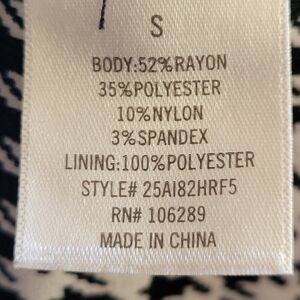 S
BODY:52%RAYON
35%POLYESTER
10%NYLON
3%SPANDEX
LINING:100%POLYESTER
STYLE# 25AI82HRF5
RN# 106289
MADE IN CHINA